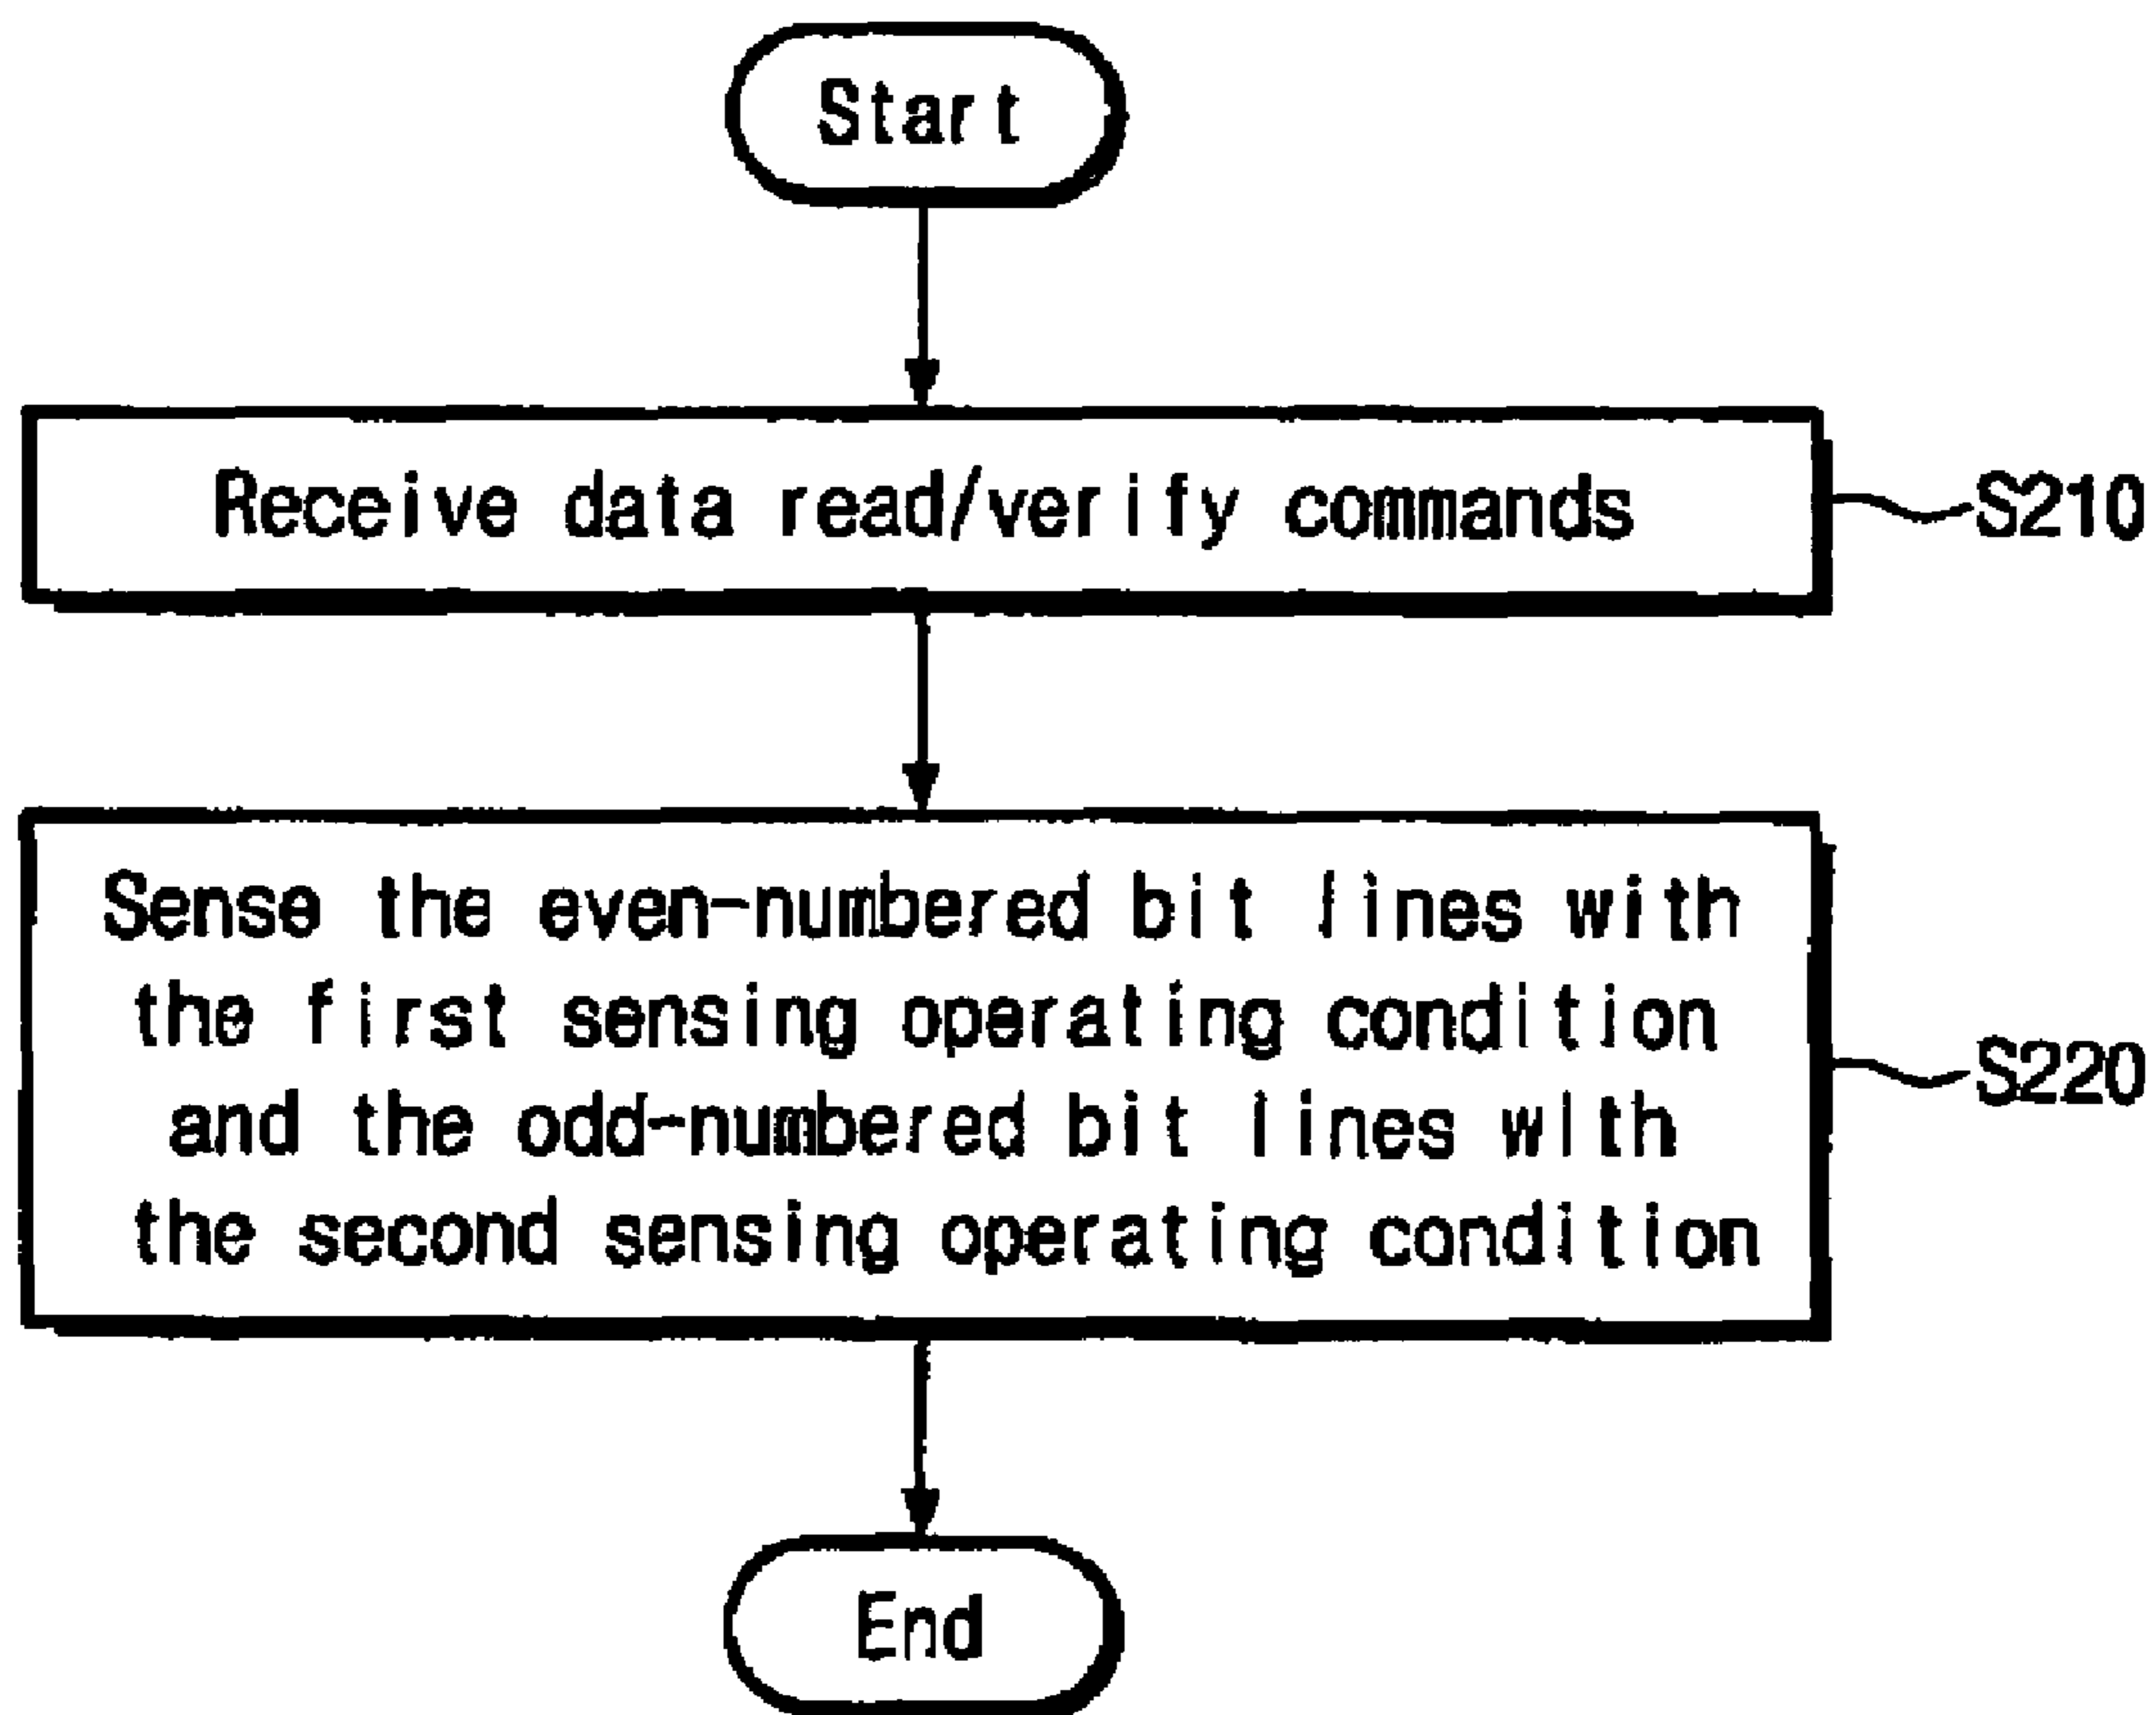 Start
Receive data read/verify commands
S210
Sense the even-numbered bit lines with
the first sensing operating condition
and the odd-numbered bit lines with
the second sensing operating condition
S220
End